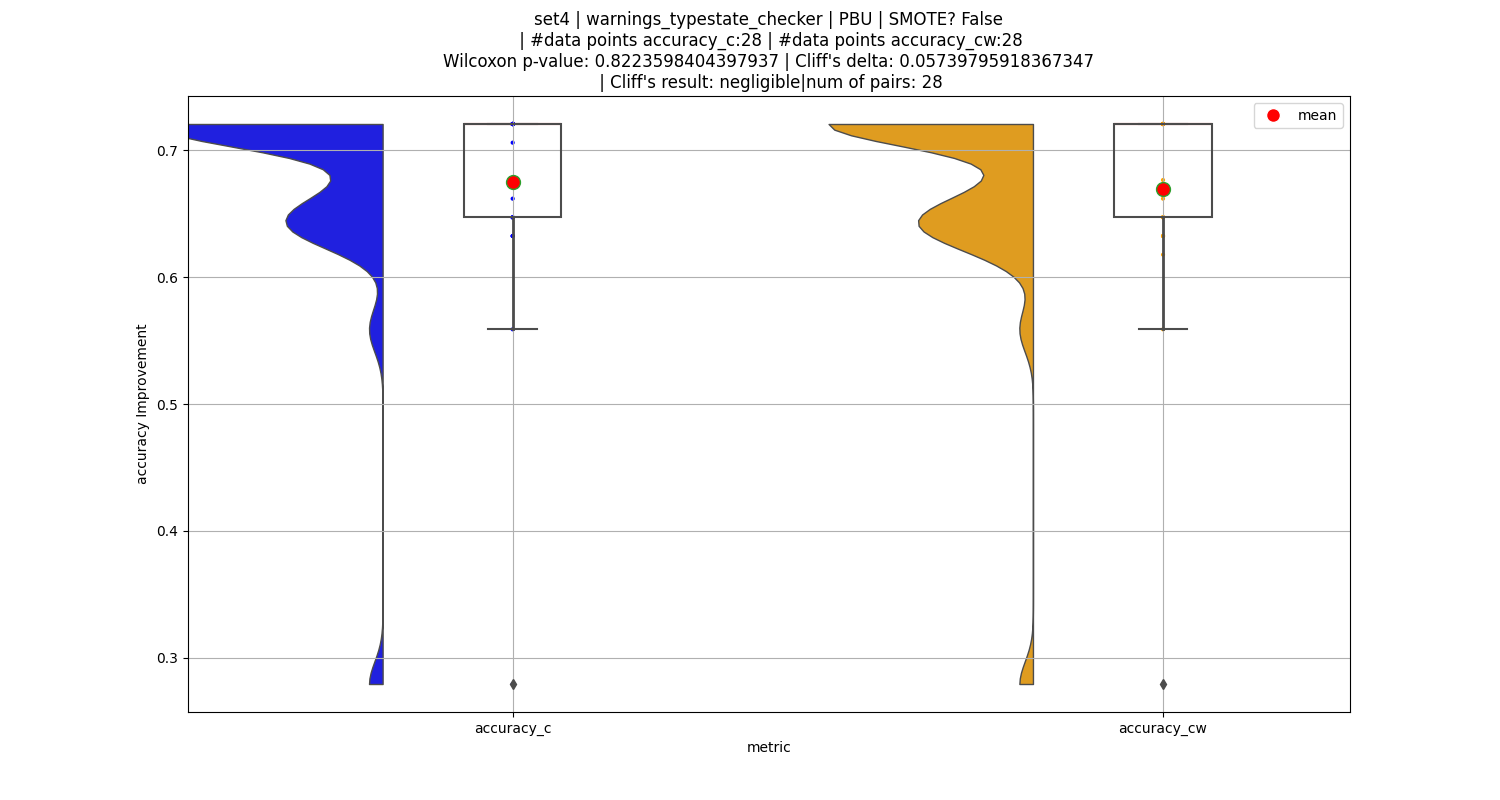 set4 | warnings_typestate_checker | PBU | SMOTE? False
| #data points accuracy_c:28 | #data points accuracy_cw:28
Wilcoxon p-value: 0.8223598404397937 | Cliff's delta: 0.05739795918367347
| Cliff's result: negligible|num of pairs: 28
mean
0.7
0.6
0.5
0.4
0.3
accuracy Improvement
accuracy_c
accuracy_cw
metric